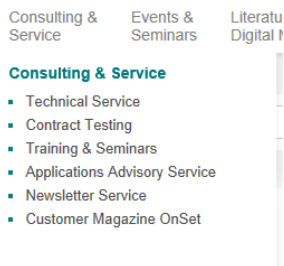 Consulting & Events &
Service Seminars Digital
Consulting & Service
Technical Service
Contract Testing
Training & Seminars
Applications Advisory Service
Newsletter Service
Customer Magazine OnSet